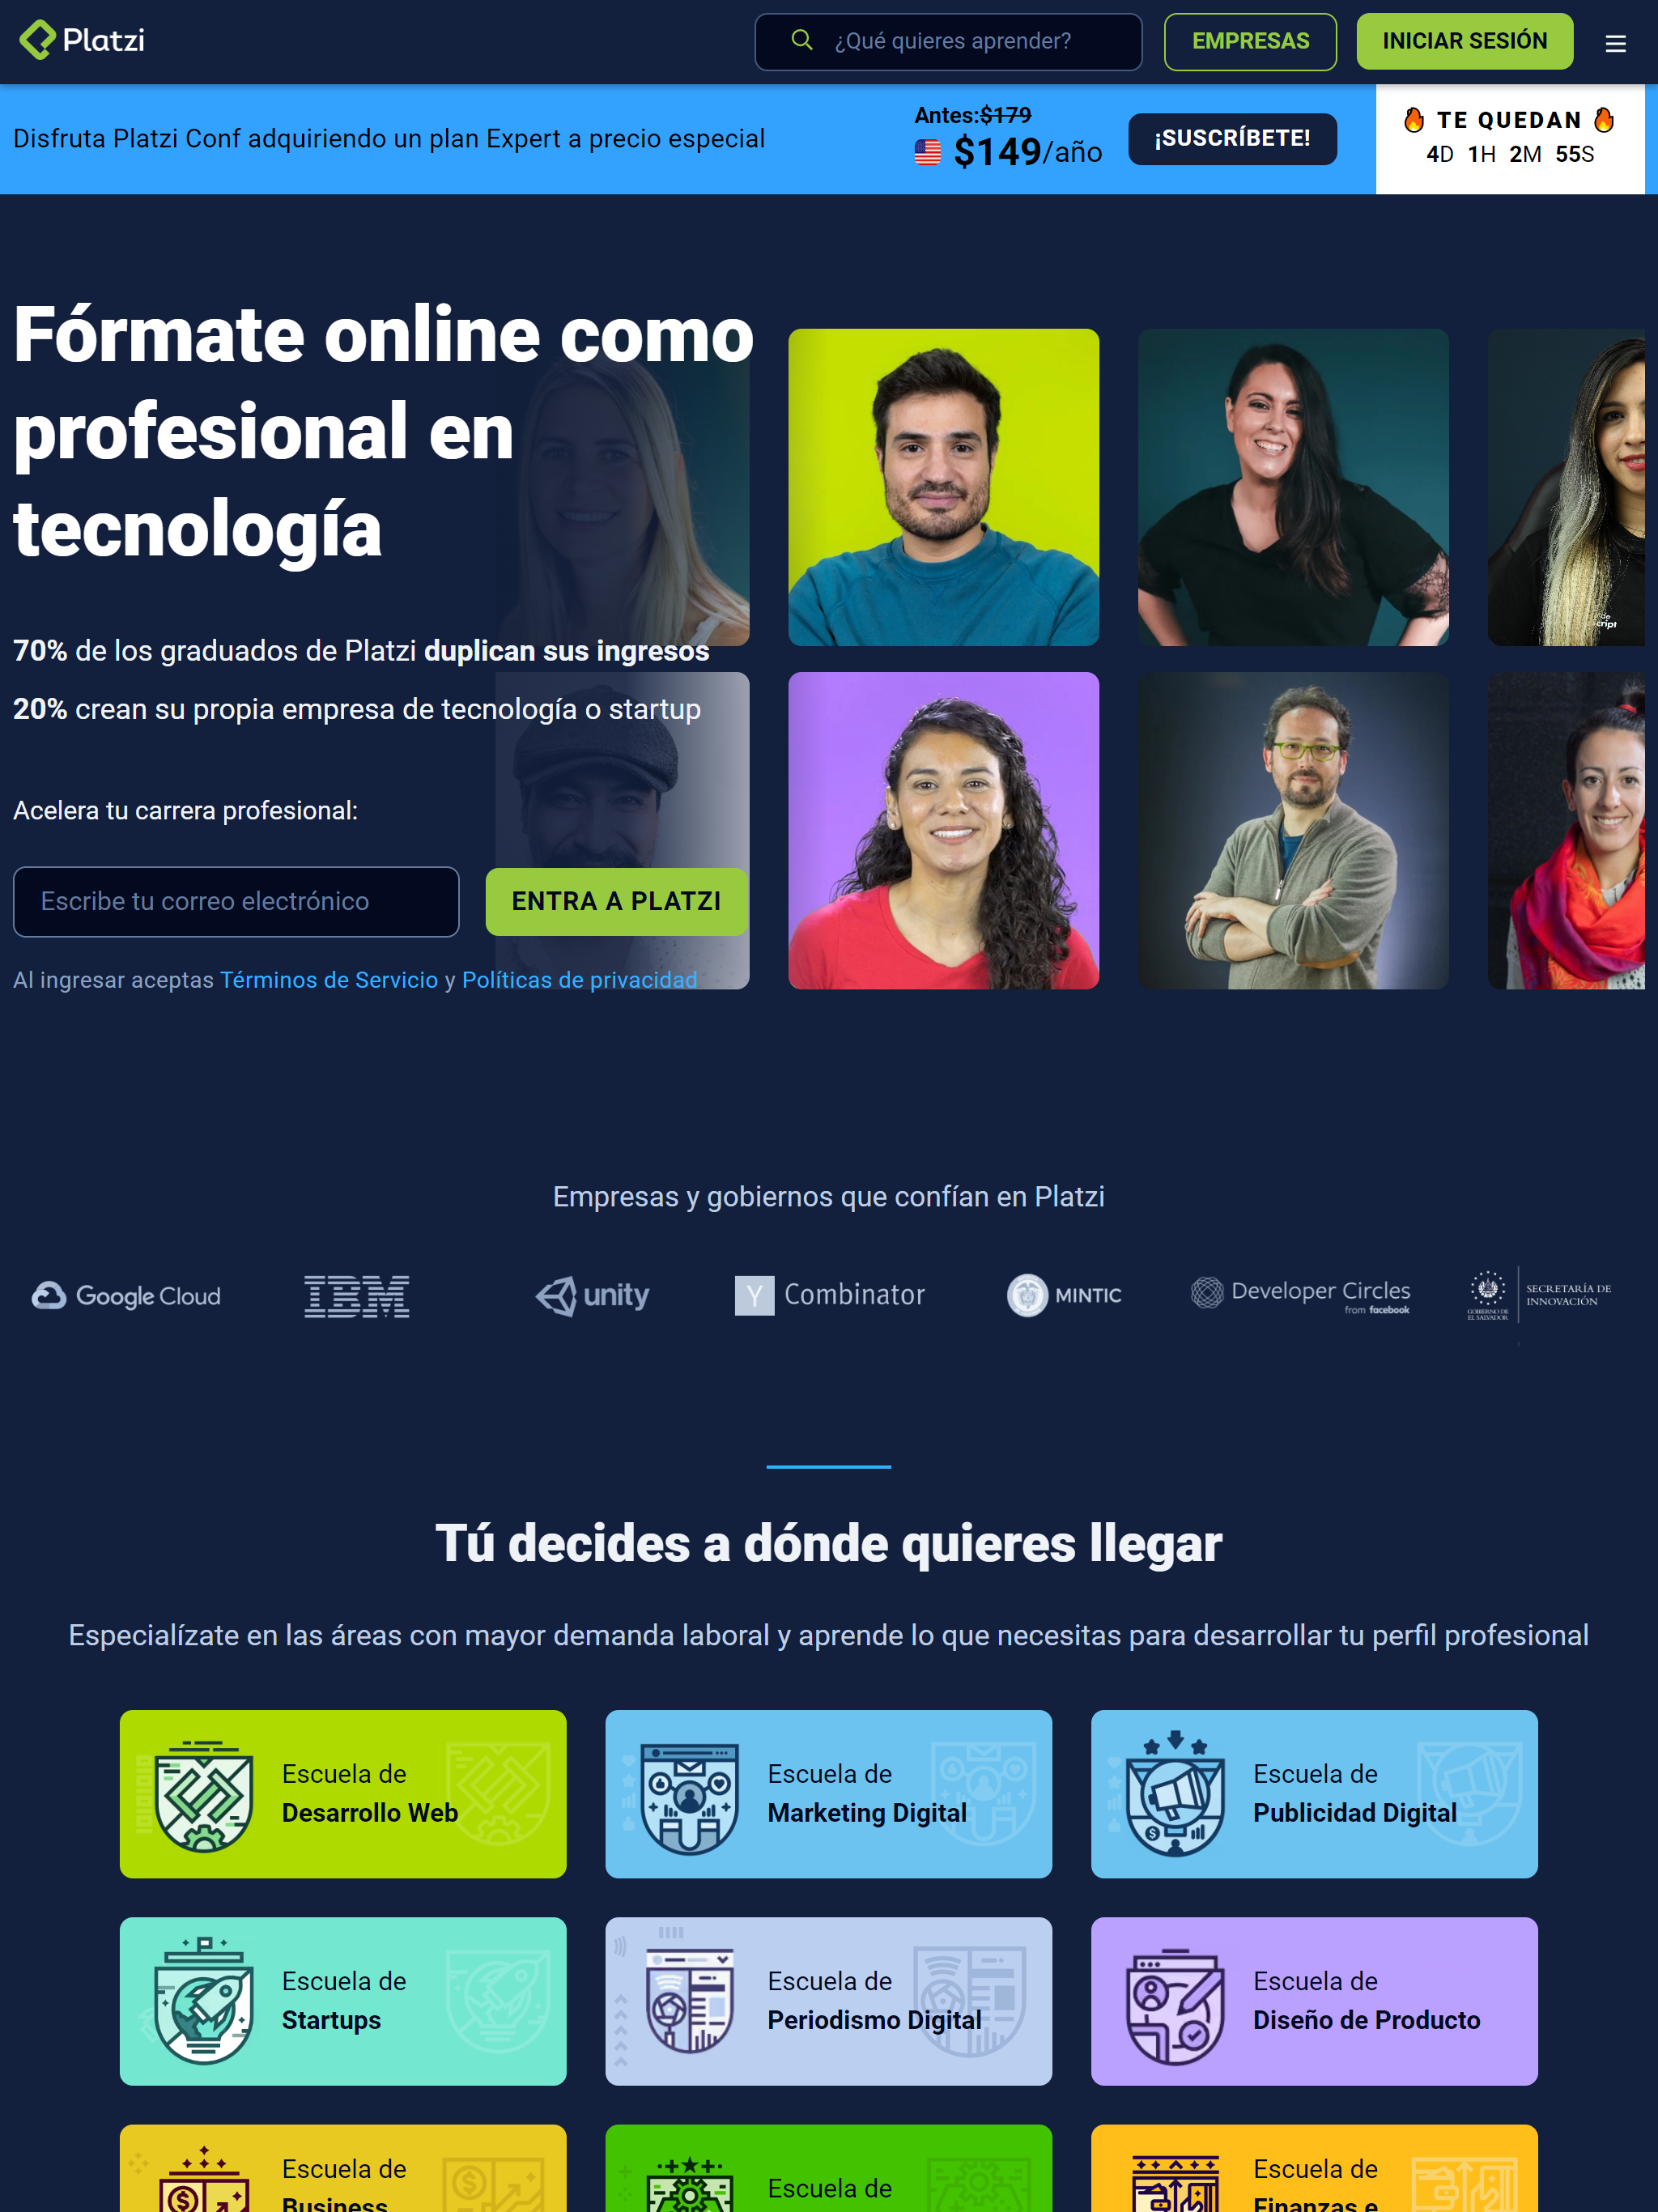 Platzi
¿Qué quieres aprender?
EMPRESAS
INICIAR SESIÓN
Disfruta Platzi Conf adquiriendo un plan Expert a precio especial
Antes:$179
$149/año
¡SUSCRÍBETE!
TE QUEDAN
4D 1H 2M 55S
Fórmate online como
profesional en
tecnología
70% de los graduados de Platzi duplican sus ingresos
20% crean su propia empresa de tecnología o startup
Acelera tu carrera profesional:
Escribe tu correo electrónico
ENTRA A PLATZI
Al ingresar aceptas Términos de Servicio y Políticas de privacidad
Empresas y gobiernos que confían en Platzi
Google Cloud
IBM
unity
Y Combinator
MINTIC
Developer Circles
from facebook
GOBIERNO DE
EL SALVADOR
SECRETARÍA DE
INNOVACIÓN
Tú decides a dónde quieres llegar
Especialízate en las áreas con mayor demanda laboral y aprende lo que necesitas para desarrollar tu perfil profesional
Escuela de
Desarrollo Web
Escuela de
Marketing Digital
Escuela de
Publicidad Digital
Escuela de
Startups
Escuela de
Periodismo Digital
Escuela de
Diseño de Producto
Escuela de
Business
Escuela de
Escuela de
Finanzas e